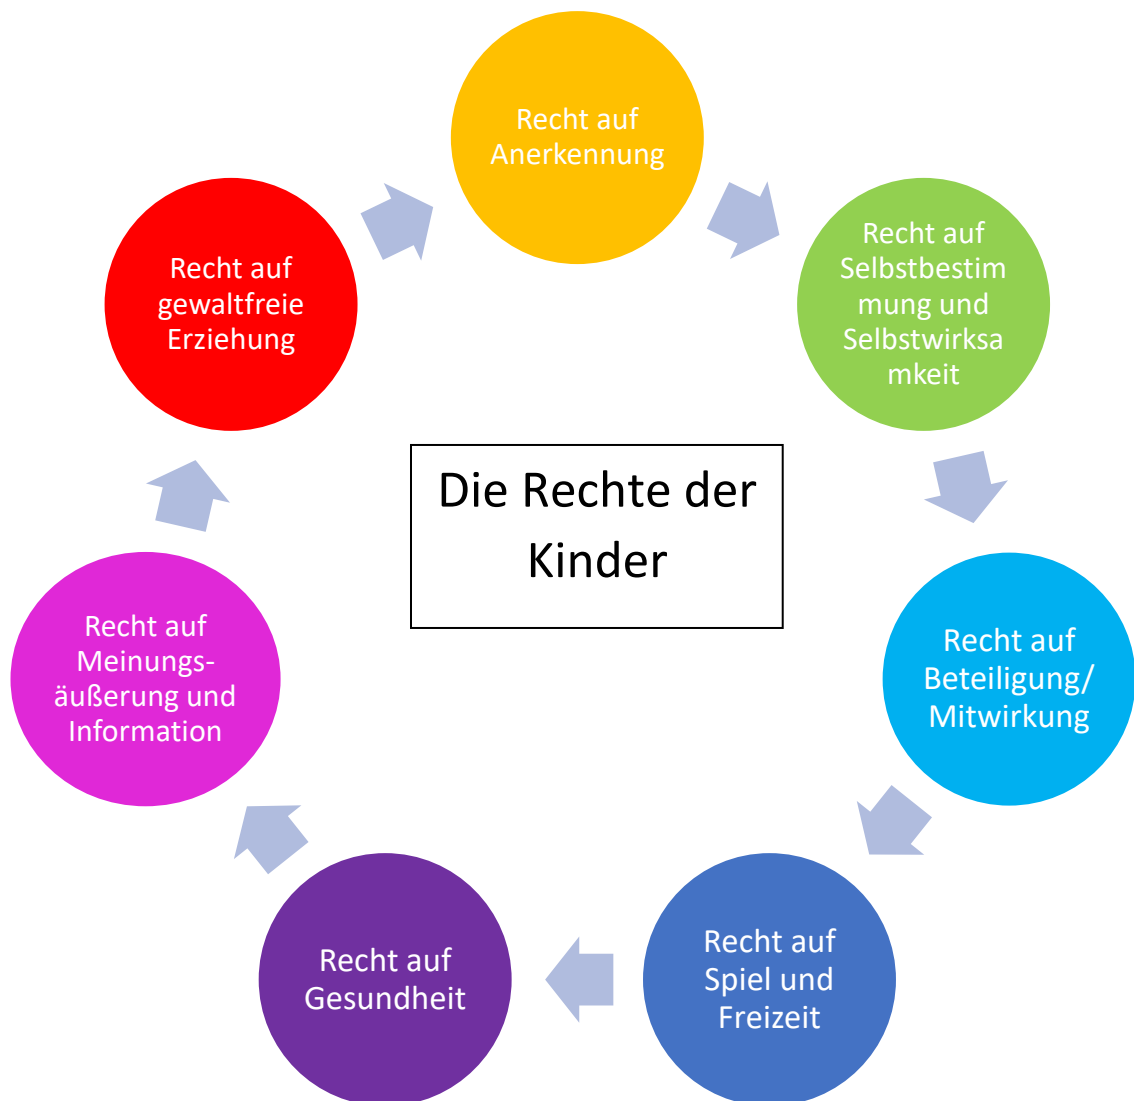 Recht auf
Anerkennung
Recht auf
Selbstbestim
mung und
Selbstwirksa
mkeit
Recht auf
Beteiligung/
Mitwirkung
Recht auf
Spiel und
Freizeit
Recht auf
Gesundheit
Recht auf
Meinungs-
äußerung und
Information
Recht auf
gewaltfreie
Erziehung
Die Rechte der
Kinder